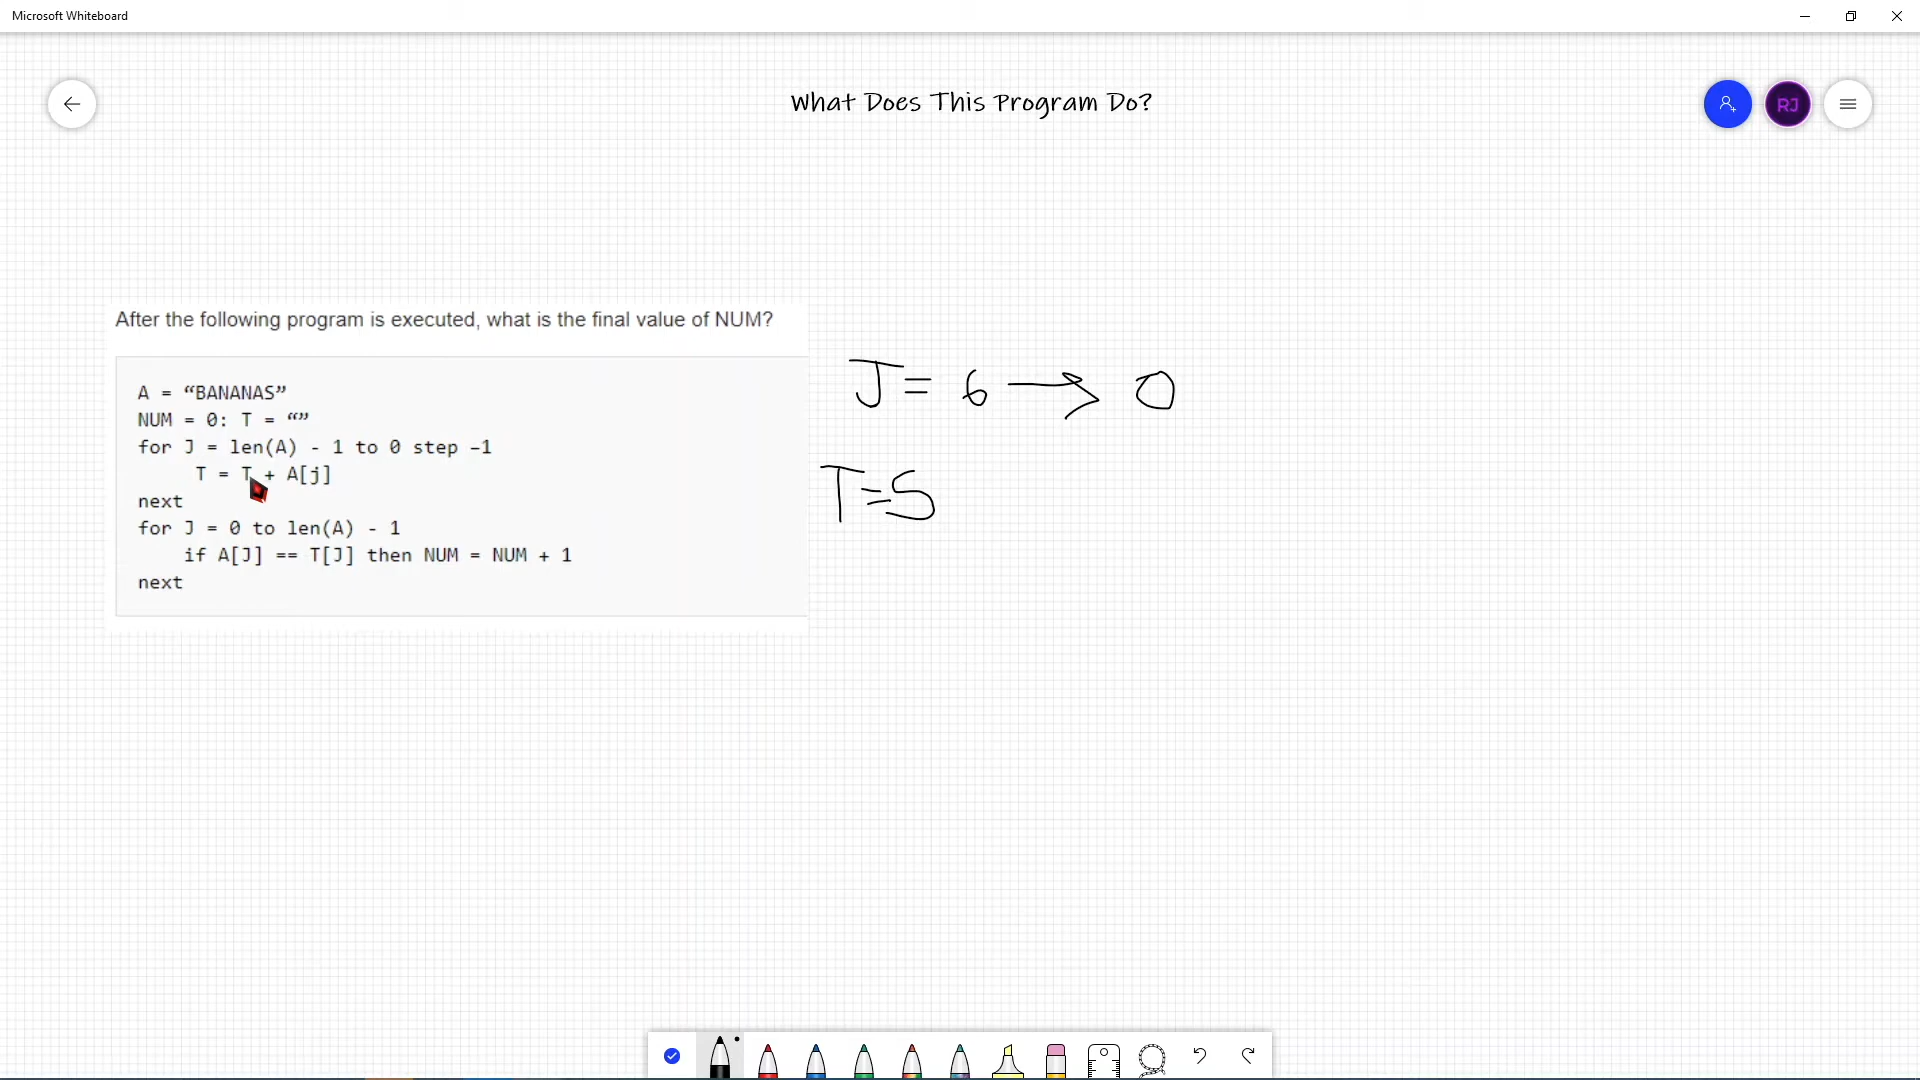 Microsoft Whiteboard
What Does This Program Do?
RJ
After the following program is executed, what is the final value of NUM?
A = “BANANAS”
NUM = 0: T = “”
for J = len(A) - 1 to 0 step –1
T = T + A[j]
next
for J = 0 to len(A) - 1
if A[J] == T[J] then NUM = NUM + 1
next
J = 6 → 0
T=S